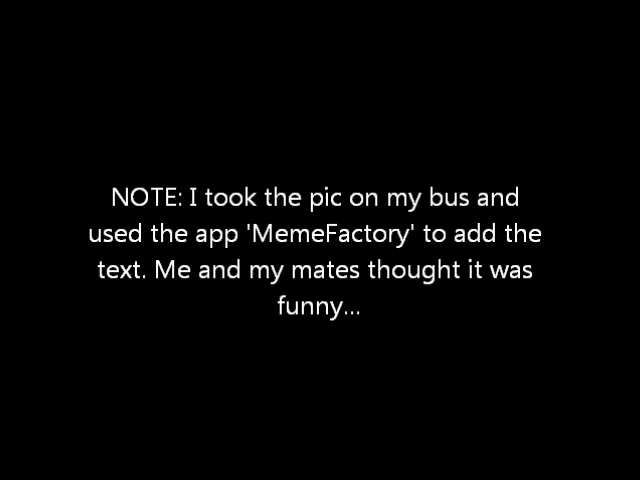 NOTE: I took the pic on my bus and
used the app 'MemeFactory' to add the
text. Me and my mates thought it was
funny...